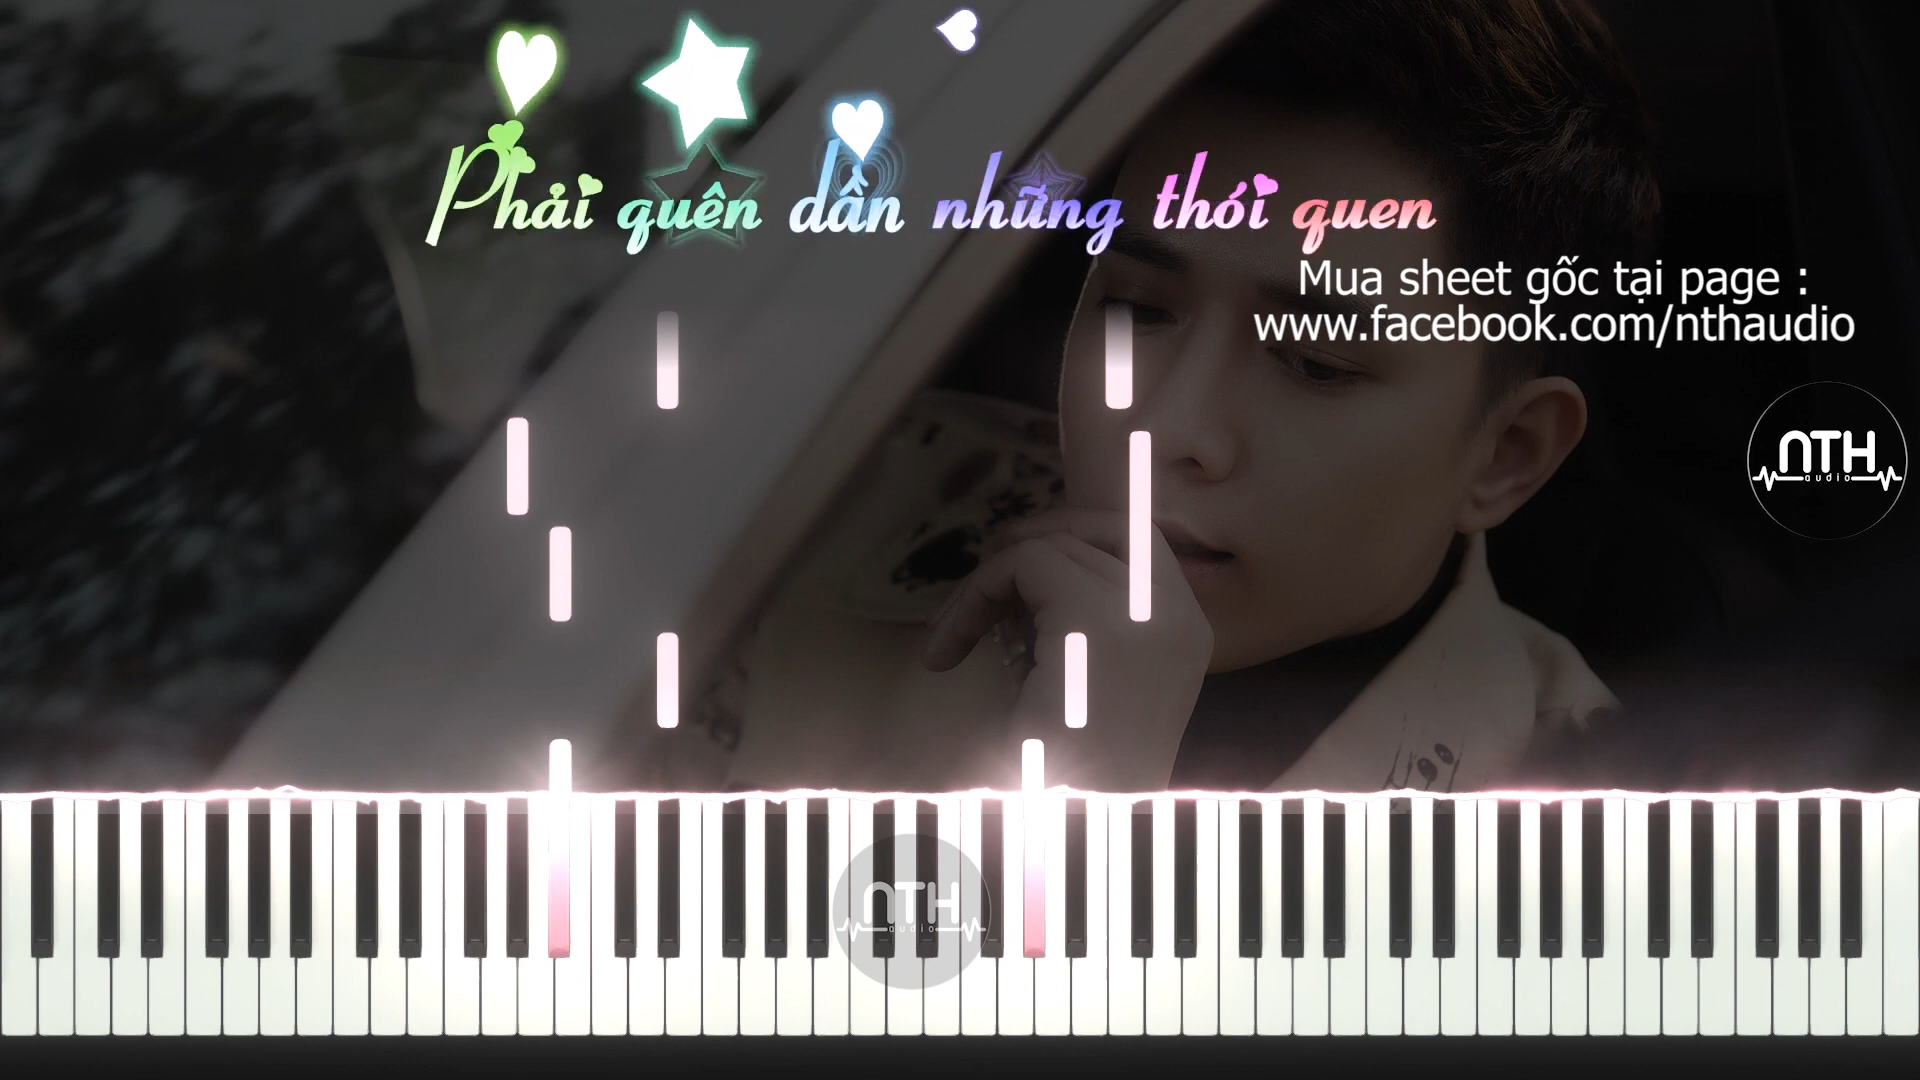 Phải quên dần những thói quen
Mua sheet gốc tại page :
www.facebook.com/nthaudio
NTH
audio
NTH
audio